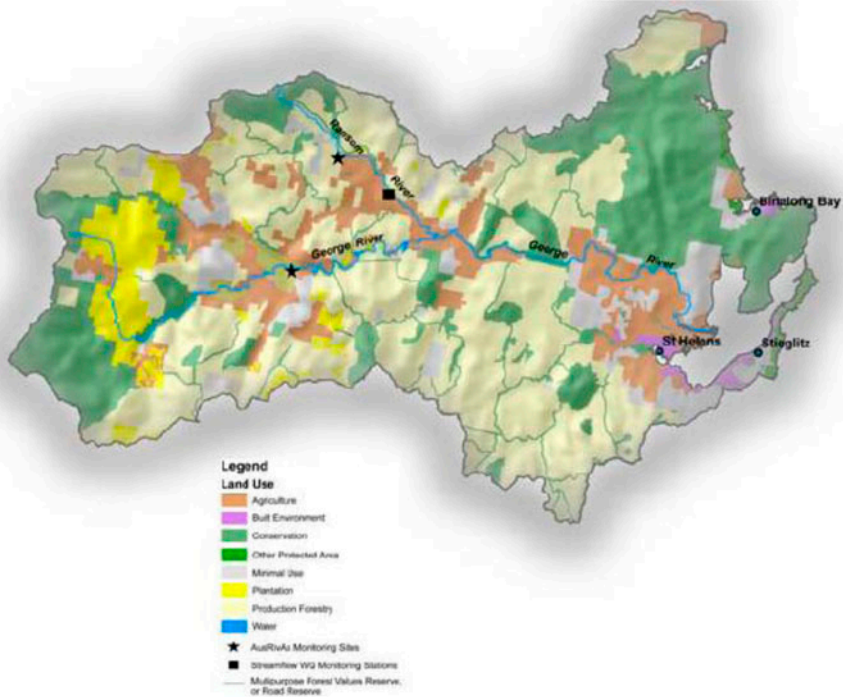 Ransom
River
Binalong Bay
George River
George
River
St Helens
Stieglitz
Legend
Land Use
Agriculture
Built Environment
Conservation
Other Protected Area
Minimal Use
Plantation
Production Forestry
Water
AusRivAs Monitoring Sites
Streamflow WQ Monitoring Stations
Multipurpose Forest Values Reserve,
or Road Reserve